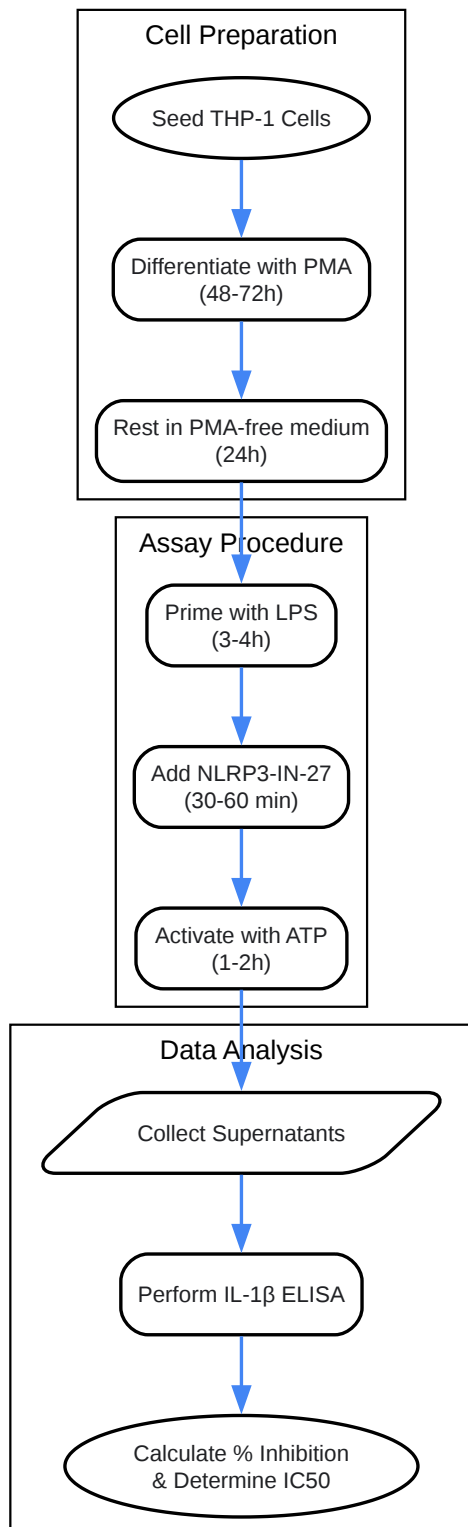 Cell Preparation
Seed THP-1 Cells
Differentiate with PMA
(48-72h)
Rest in PMA-free medium
(24h)
Assay Procedure
Prime with LPS
(3-4h)
Add NLRP3-IN-27
(30-60 min)
Activate with ATP
(1-2h)
Data Analysis
Collect Supernatants
Perform IL-1β ELISA
Calculate % Inhibition
& Determine IC50